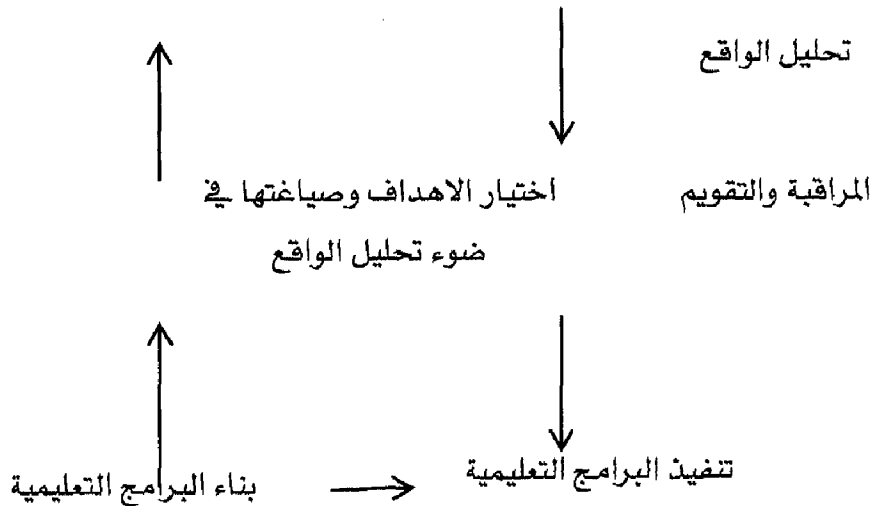 تحليل الواقع
المراقبة والتقويم
اختيار الاهداف وصياغتها في
ضوء تحليل الواقع
تنفيذ البرامج التعليمية
بناء البرامج التعليمية